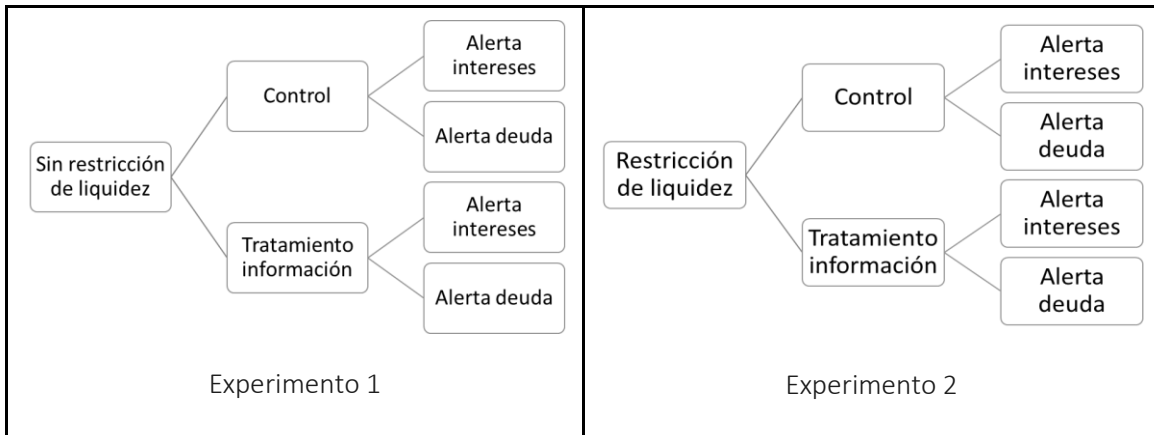 Sin restricción
de liquidez
Control
Alerta
intereses
Alerta deuda
Tratamiento
información
Alerta
intereses
Alerta deuda
Experimento 1
Restricción
de liquidez
Control
Alerta
intereses
Alerta
deuda
Tratamiento
información
Alerta
intereses
Alerta
deuda
Experimento 2